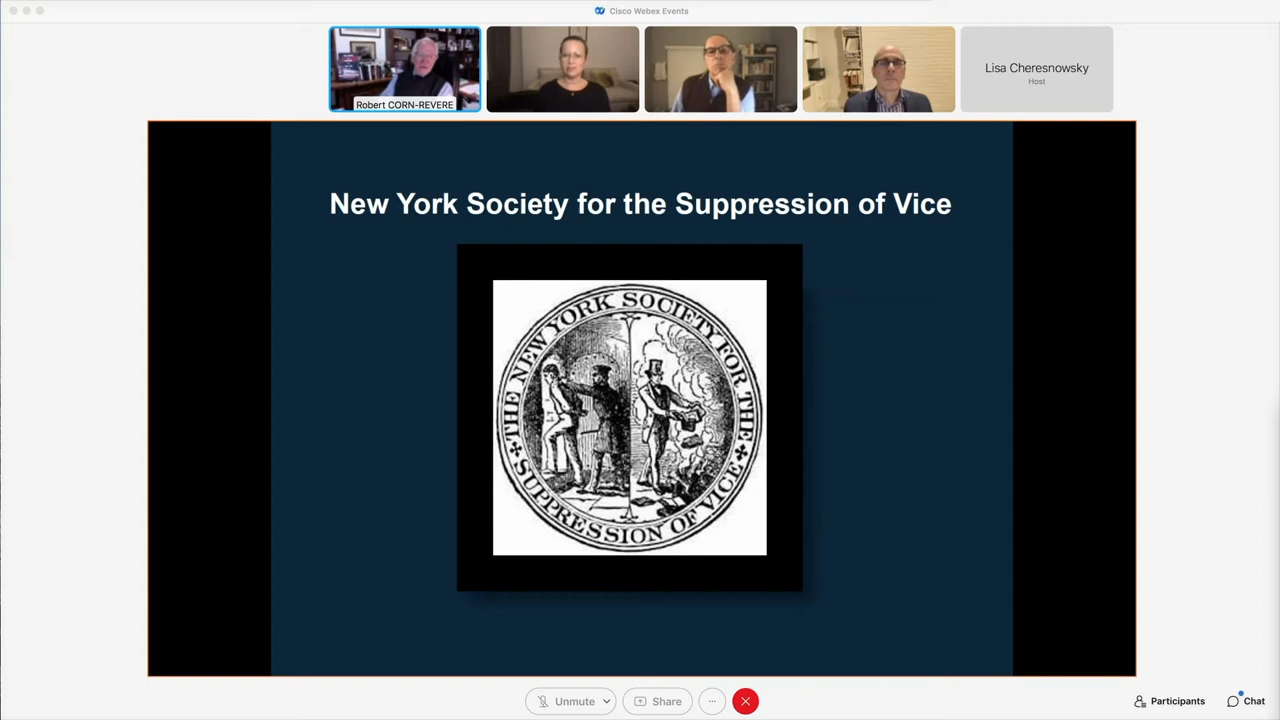 Cisco Webex Events
Robert CORN-REVERE
Lisa Cheresnowsky
Host
New York Society for the Suppression of Vice
THE NEW YORK SOCIETY FOR THE
SUPPRESSION OF VICE
Unmute
Share
Participants
Chat